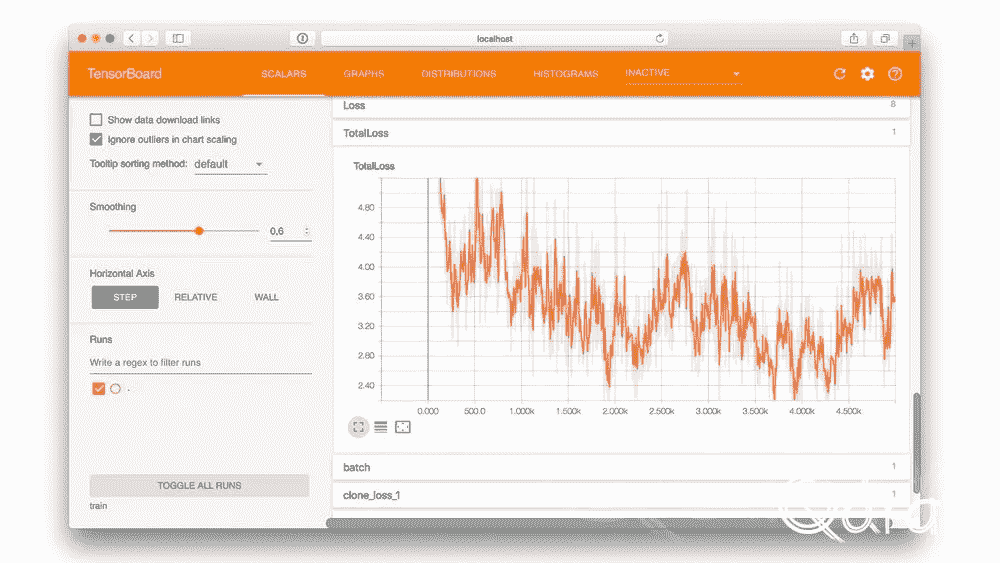 localhost
TensorBoard SCALARS GRAPHS DISTRIBUTIONS HISTOGRAMS INACTIVE
Show data download links
Ignore outliers in chart scaling
Tooltip sorting method: default
Smoothing
0,6
Horizontal Axis
STEP RELATIVE WALL
Runs
Write a regex to filter runs
.
TOGGLE ALL RUNS
train
Loss 8
TotalLoss 1
TotalLoss
4.80
4.40
4.00
3.60
3.20
2.80
2.40
0.000 500.0 1.000k 1.500k 2.000k 2.500k 3.000k 3.500k 4.000k 4.500k
batch 1
clone_loss_1 1